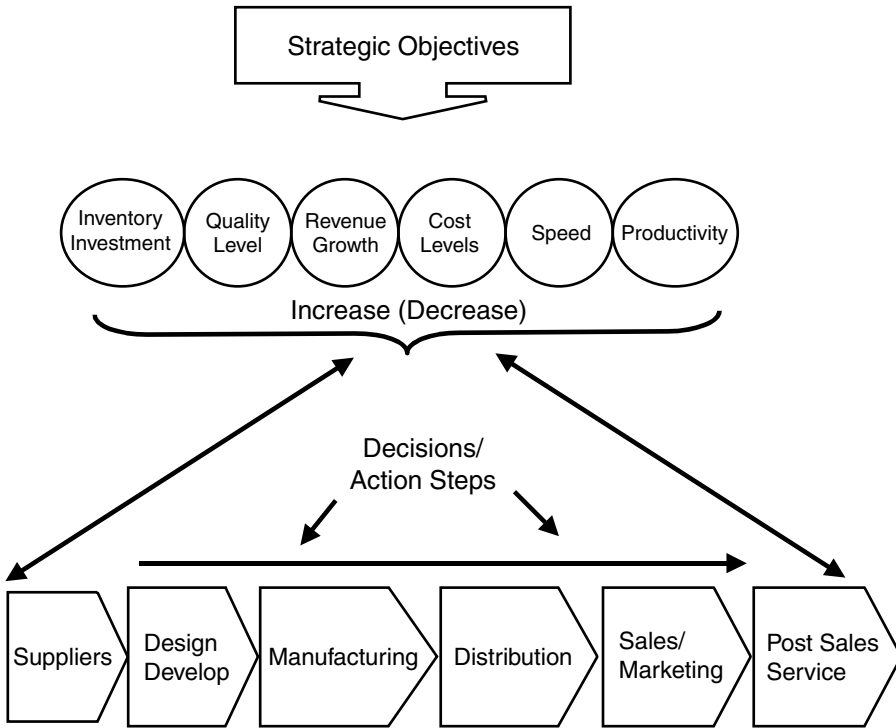 Strategic Objectives
Inventory
Investment
Quality
Level
Revenue
Growth
Cost
Levels
Speed
Productivity
Increase (Decrease)
Decisions/
Action Steps
Suppliers
Design
Develop
Manufacturing
Distribution
Sales/
Marketing
Post Sales
Service